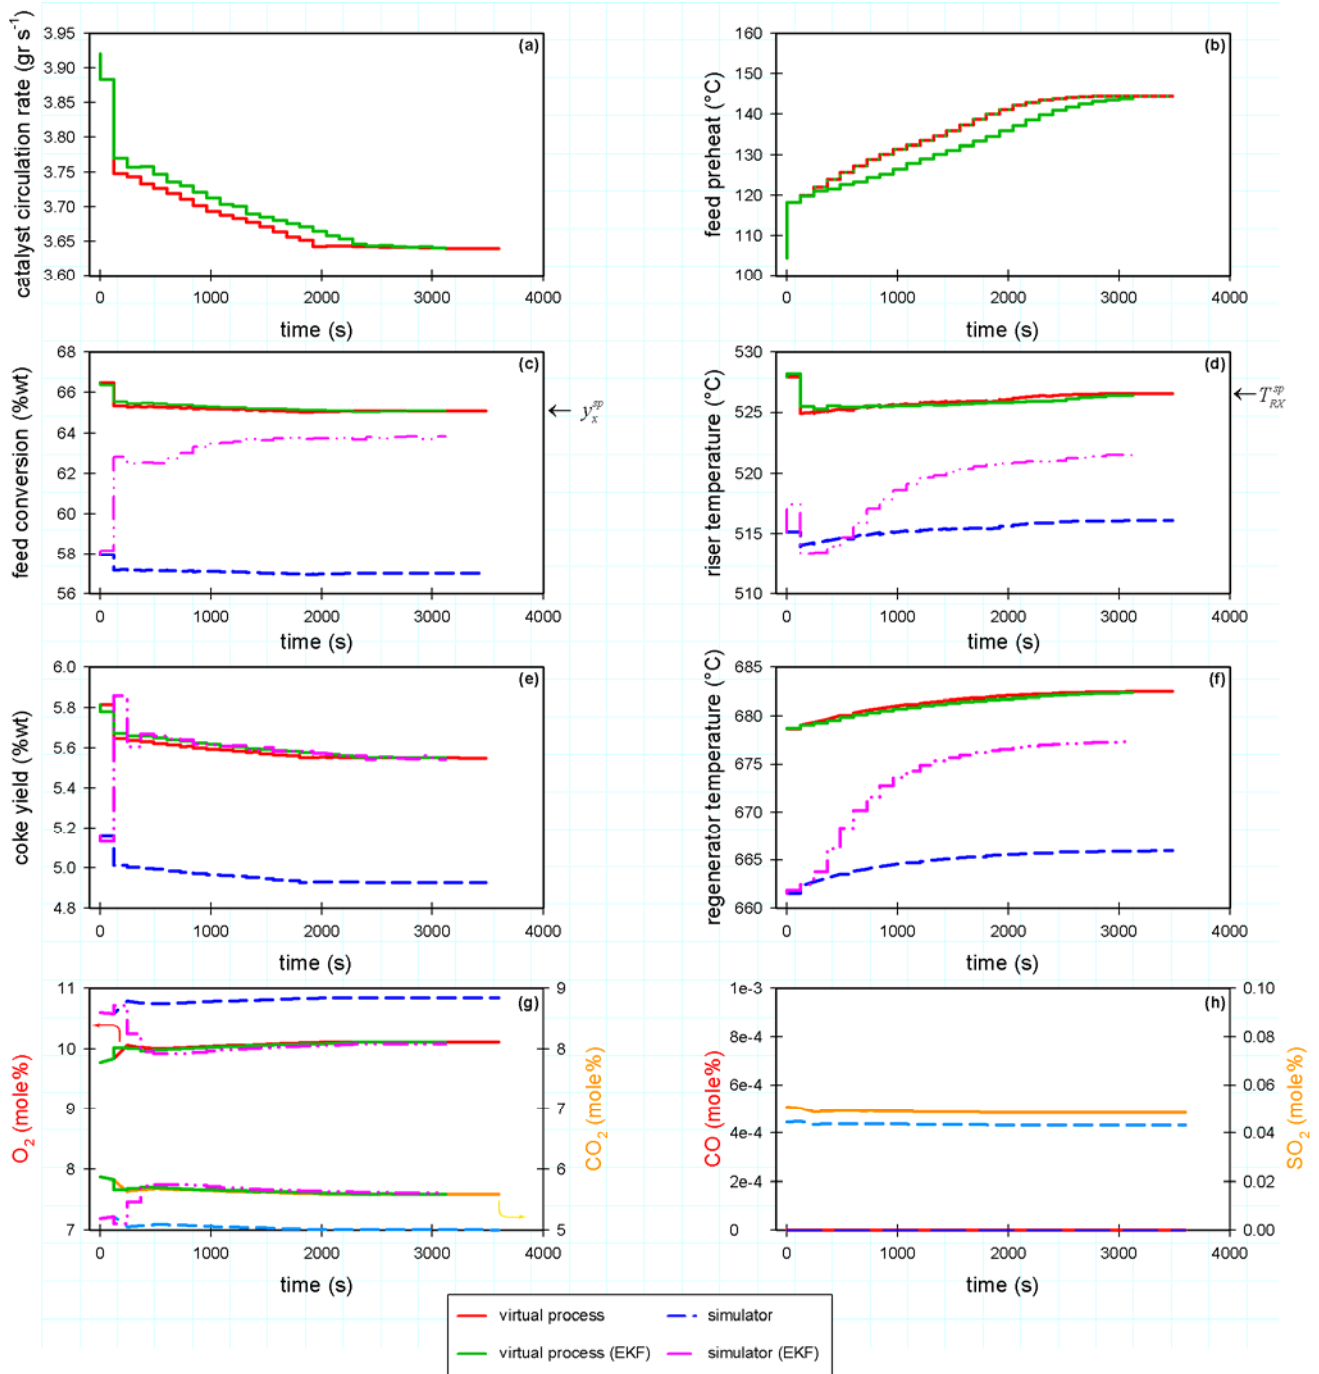 catalyst circulation rate (gr s⁻¹)
3.95
3.90
3.85
3.80
3.75
3.70
3.65
3.60
(a)
0 1000 2000 3000 4000
time (s)
feed preheat (°C)
160
150
140
130
120
110
100
(b)
0 1000 2000 3000 4000
time (s)
feed conversion (%wt)
68
66
64
62
60
58
56
(c)
← y_x^sp
0 1000 2000 3000 4000
time (s)
riser temperature (°C)
530
525
520
515
510
(d)
← T_RX^sp
0 1000 2000 3000 4000
time (s)
coke yield (%wt)
6.0
5.8
5.6
5.4
5.2
5.0
4.8
(e)
0 1000 2000 3000 4000
time (s)
regenerator temperature (°C)
685
680
675
670
665
660
(f)
0 1000 2000 3000 4000
time (s)
O₂ (mole%)
11
10
9
8
7
(g)
9
8
7
6
5
CO₂ (mole%)
0 1000 2000 3000 4000
time (s)
CO (mole%)
1e-3
8e-4
6e-4
4e-4
2e-4
0
(h)
0.10
0.08
0.06
0.04
0.02
0.00
SO₂ (mole%)
0 1000 2000 3000 4000
time (s)
virtual process
simulator
virtual process (EKF)
simulator (EKF)